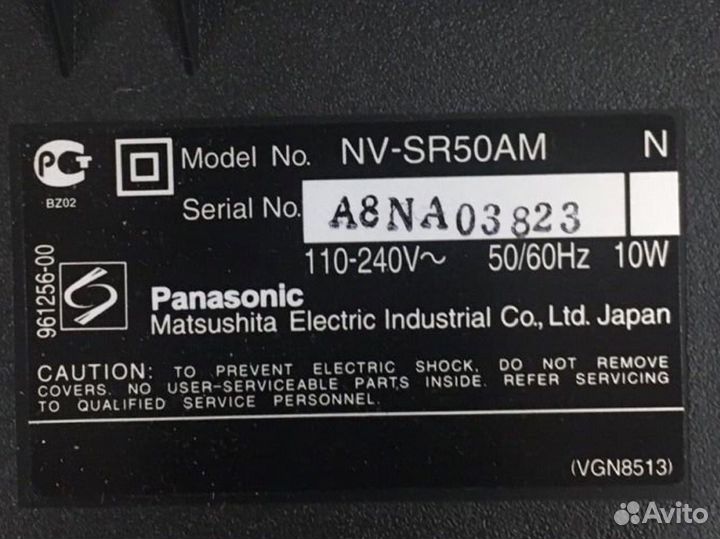 РСТ
BZ02
961256-00
Model No. NV-SR50AM N
Serial No. A8NA03823
110-240V~ 50/60Hz 10W
Panasonic
Matsushita Electric Industrial Co., Ltd. Japan
CAUTION: TO PREVENT ELECTRIC SHOCK, DO NOT REMOVE
COVERS. NO USER-SERVICEABLE PARTS INSIDE. REFER SERVICING
TO QUALIFIED SERVICE PERSONNEL.
(VGN8513)
Avito